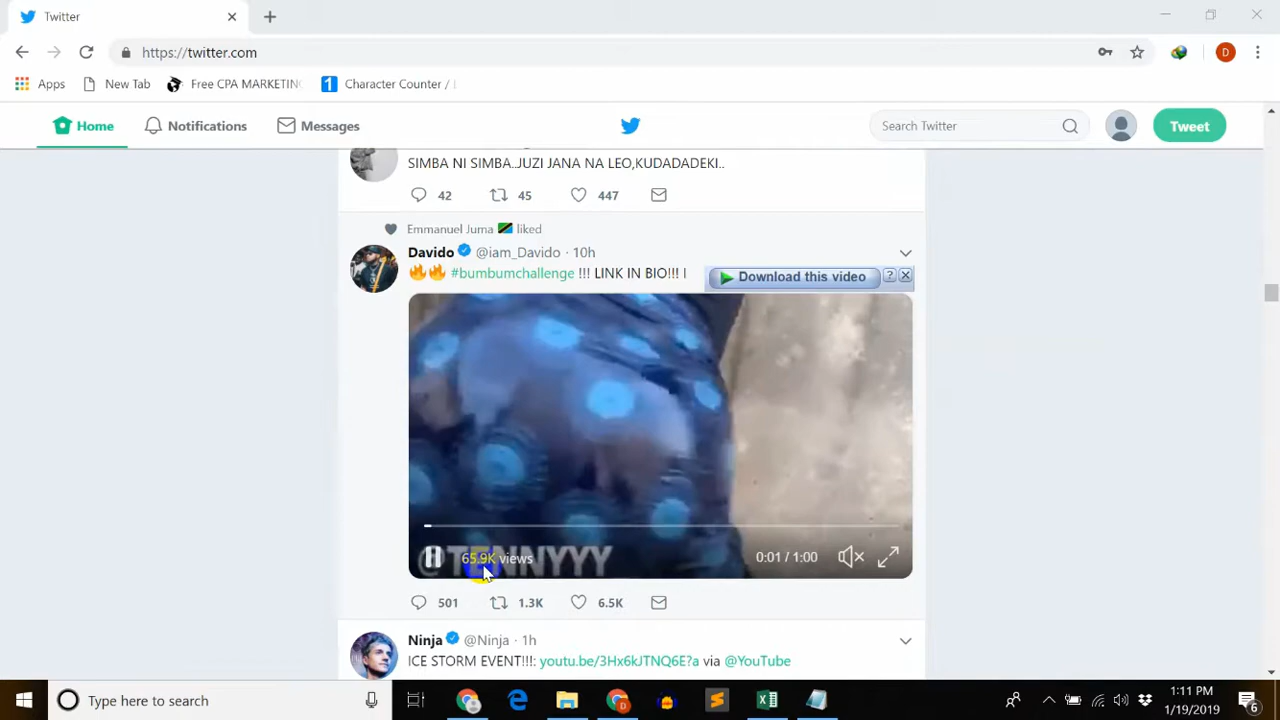 Twitter
https://twitter.com
Apps New Tab Free CPA MARKETIN Character Counter /
Home Notifications Messages Search Twitter Tweet
SIMBA NI SIMBA..JUZI JANA NA LEO,KUDADADEKI..
42 45 447
Emmanuel Juma liked
Davido @iam_Davido · 10h
#bumbumchallenge !!! LINK IN BIO!!! Download this video ?
65.9K views 0:01 / 1:00
501 1.3K 6.5K
Ninja @Ninja · 1h
ICE STORM EVENT!!!: youtu.be/3Hx6kJTNQ6E?a via @YouTube
D
Type here to search
1:11 PM
1/19/2019
6